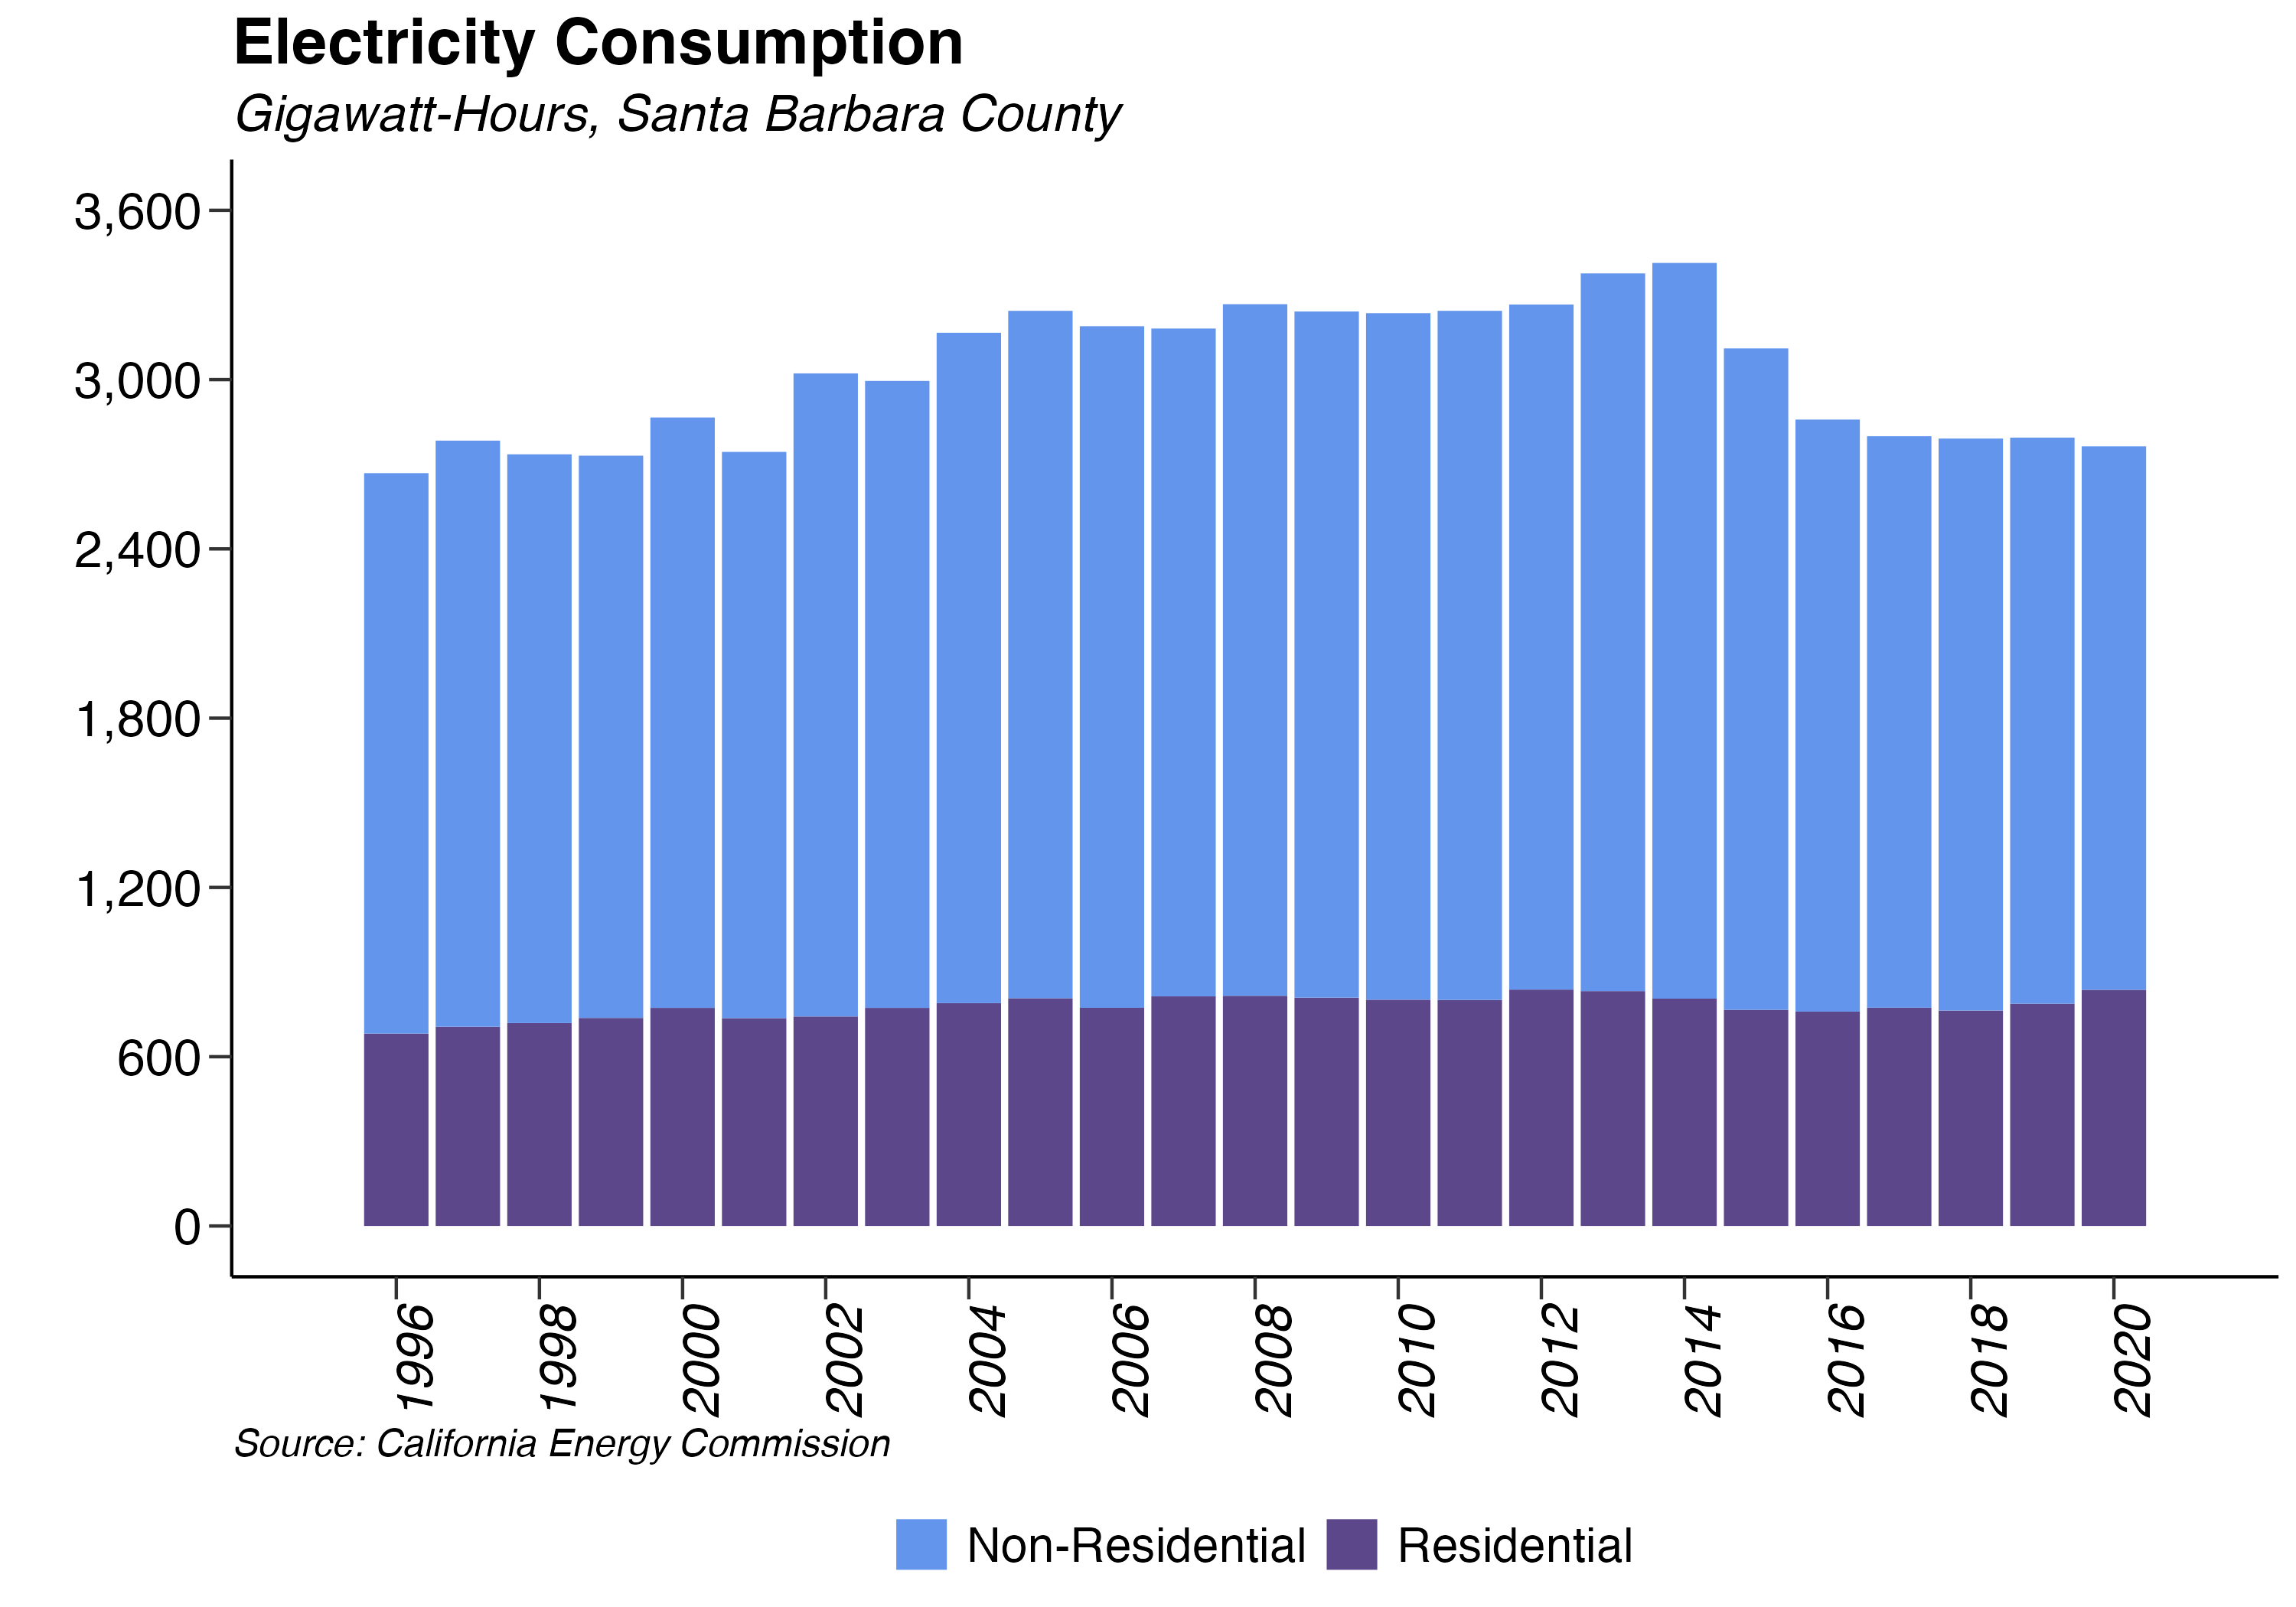 Electricity Consumption
Gigawatt-Hours, Santa Barbara County
3,600
3,000
2,400
1,800
1,200
600
0
1996 1998 2000 2002 2004 2006 2008 2010 2012 2014 2016 2018 2020
Source: California Energy Commission
Non-Residential Residential